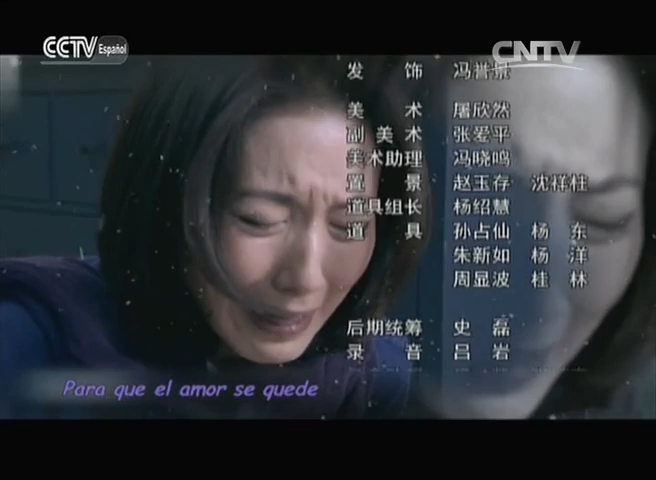 CCTV Español
CNTV
发 饰 冯誉景
美 术 屠欣然
副 美 术 张爱平
美术助理 冯晓鸣
置 景 赵玉存 沈祥柱
道具组长 杨绍慧
道 具 孙占仙 杨 东
朱新如 杨 洋
周显波 桂 林
后期统筹 史 磊
录 音 吕 岩
Para que el amor se quede